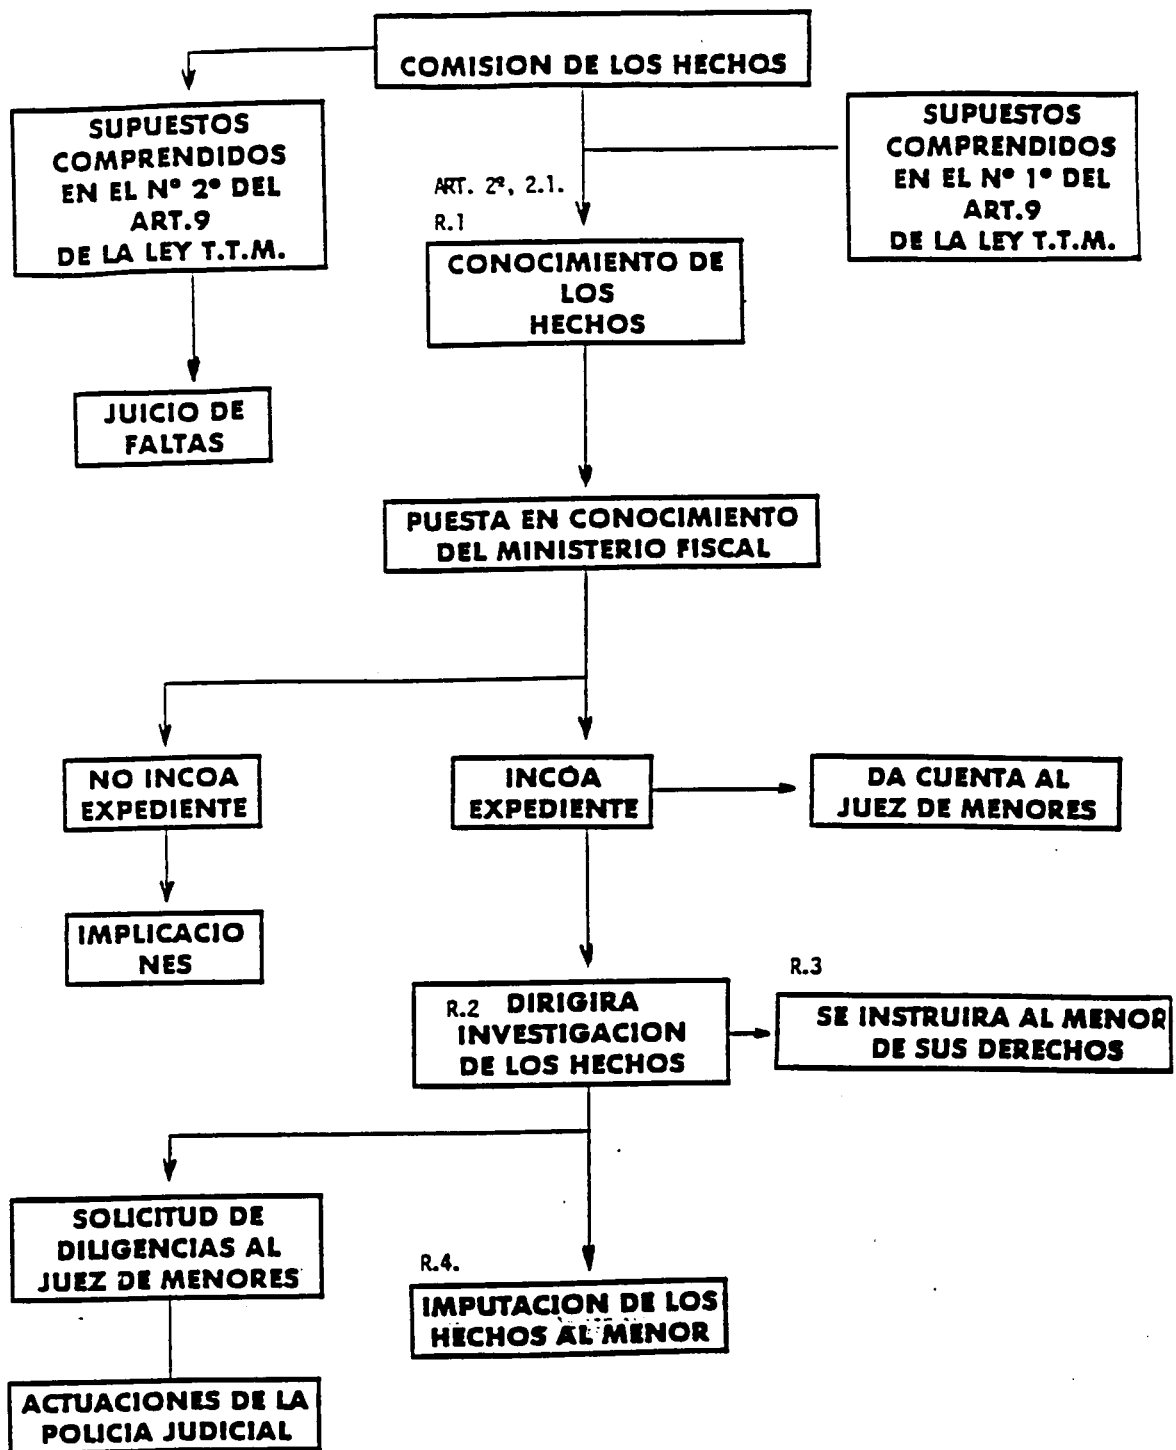 COMISION DE LOS HECHOS
SUPUESTOS
COMPRENDIDOS
EN EL Nº 2º DEL
ART.9
DE LA LEY T.T.M.
SUPUESTOS
COMPRENDIDOS
EN EL Nº 1º DEL
ART.9
DE LA LEY T.T.M.
ART. 2º, 2.1.
R.1
CONOCIMIENTO DE
LOS
HECHOS
JUICIO DE
FALTAS
PUESTA EN CONOCIMIENTO
DEL MINISTERIO FISCAL
NO INCOA
EXPEDIENTE
INCOA
EXPEDIENTE
DA CUENTA AL
JUEZ DE MENORES
IMPLICACIO
NES
R.2 DIRIGIRA
INVESTIGACION
DE LOS HECHOS
R.3
SE INSTRUIRA AL MENOR
DE SUS DERECHOS
SOLICITUD DE
DILIGENCIAS AL
JUEZ DE MENORES
R.4.
IMPUTACION DE LOS
HECHOS AL MENOR
ACTUACIONES DE LA
POLICIA JUDICIAL